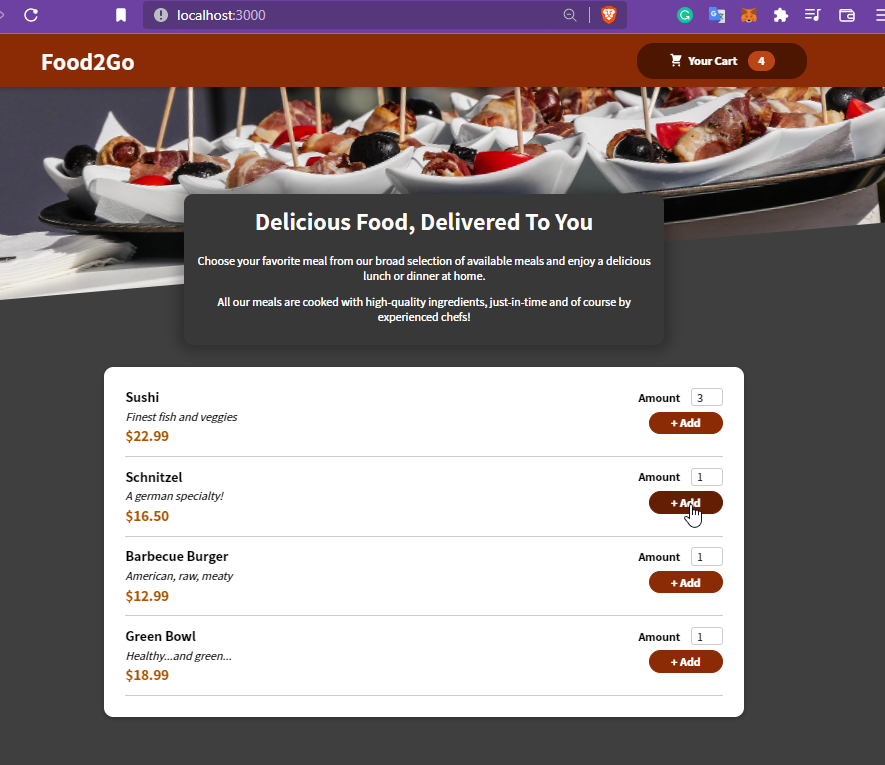 localhost:3000
Food2Go
Your Cart 4
Delicious Food, Delivered To You
Choose your favorite meal from our broad selection of available meals and enjoy a delicious
lunch or dinner at home.
All our meals are cooked with high-quality ingredients, just-in-time and of course by
experienced chefs!
Sushi
Amount 3
Finest fish and veggies
+ Add
$22.99
Schnitzel
Amount 1
A german specialty!
+ Add
$16.50
Barbecue Burger
Amount 1
American, raw, meaty
+ Add
$12.99
Green Bowl
Amount 1
Healthy...and green...
+ Add
$18.99